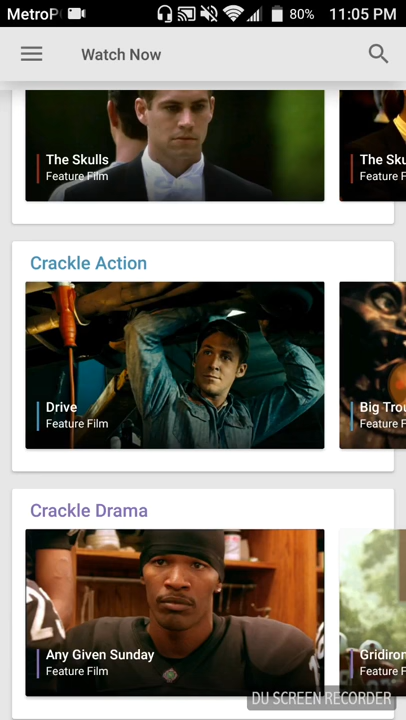 MetroP
80%
11:05 PM
Watch Now
The Skulls
Feature Film
The Sku
Feature F
Crackle Action
Drive
Feature Film
Big Trou
Feature F
Crackle Drama
Any Given Sunday
Feature Film
Gridiron
Feature F
DU SCREEN RECORDER